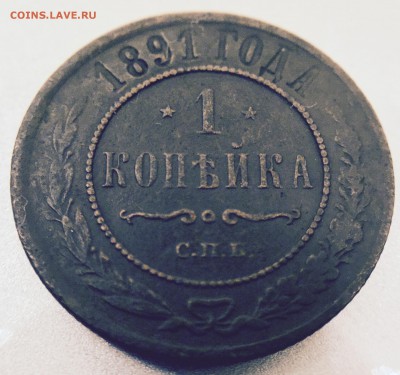 COINS.LAVE.RU
1891 ГОДА
1
КОПѢЙКА
С.П.Б.